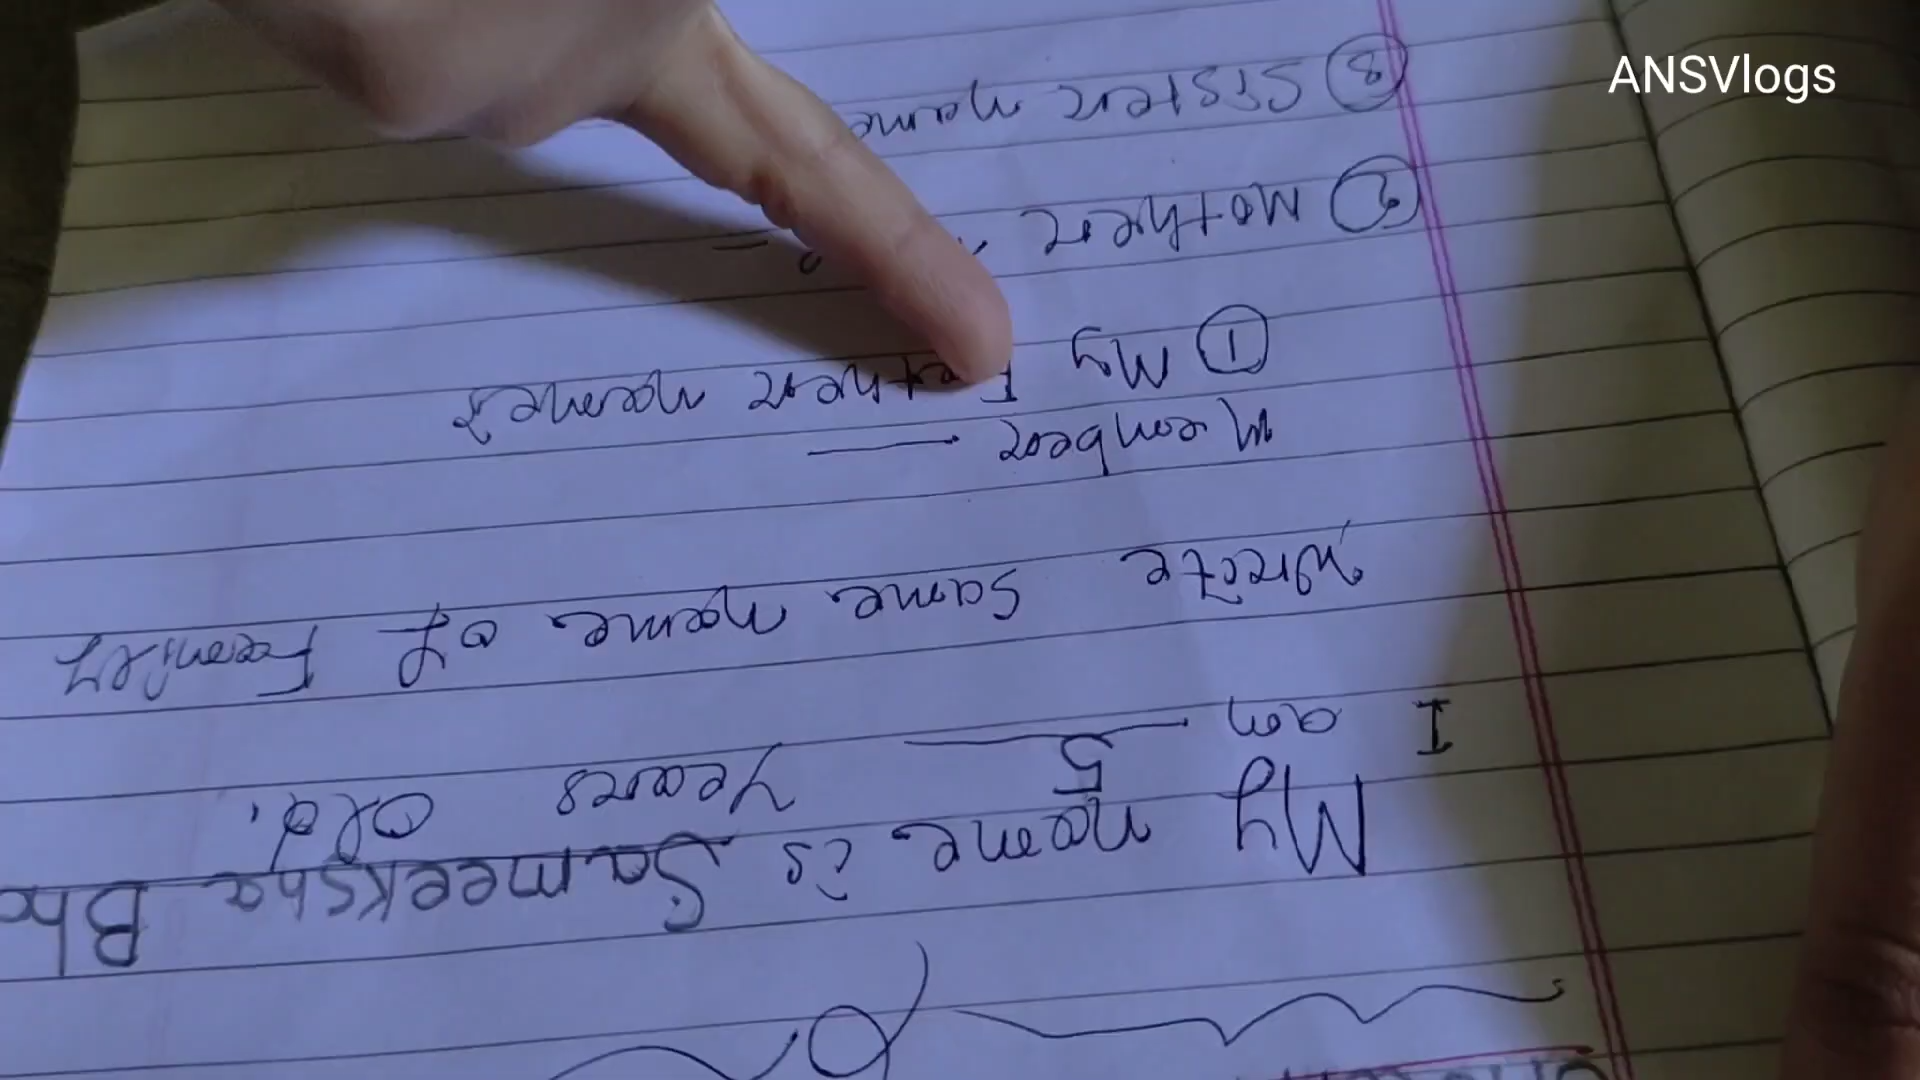 My name is Sameeksha Bh
I am 5 years old.
Write same name of Family
Member
① My Father name?
② Mother
③ Sister name
ANSVlogs